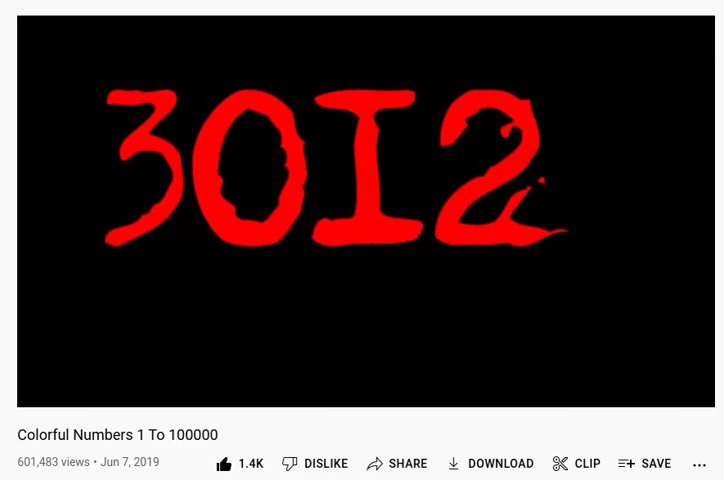 3012
Colorful Numbers 1 To 100000
601,483 views • Jun 7, 2019 1.4K DISLIKE SHARE DOWNLOAD CLIP SAVE ...